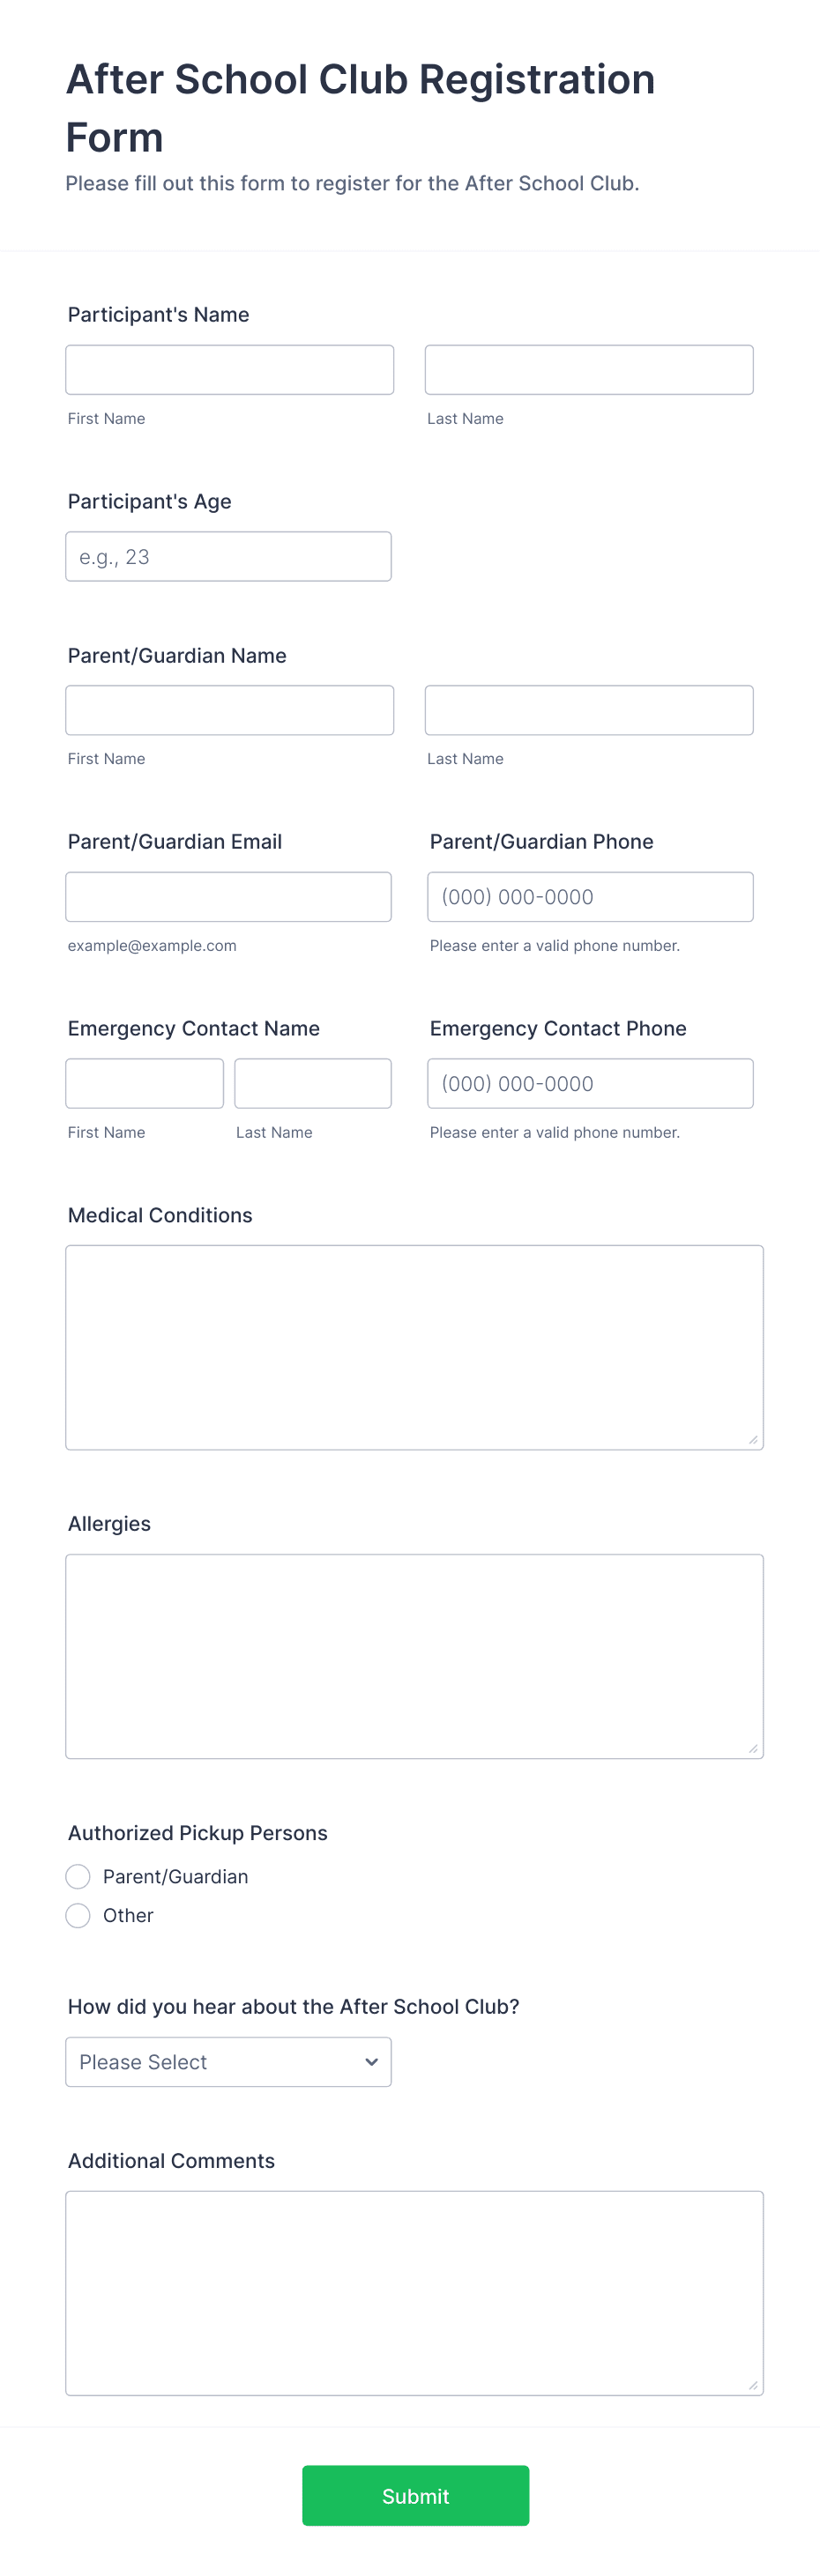 After School Club Registration
Form
Please fill out this form to register for the After School Club.
Participant's Name
First Name
Last Name
Participant's Age
e.g., 23
Parent/Guardian Name
First Name
Last Name
Parent/Guardian Email
Parent/Guardian Phone
(000) 000-0000
example@example.com
Please enter a valid phone number.
Emergency Contact Name
Emergency Contact Phone
(000) 000-0000
First Name
Last Name
Please enter a valid phone number.
Medical Conditions
Allergies
Authorized Pickup Persons
Parent/Guardian
Other
How did you hear about the After School Club?
Please Select
Additional Comments
Submit